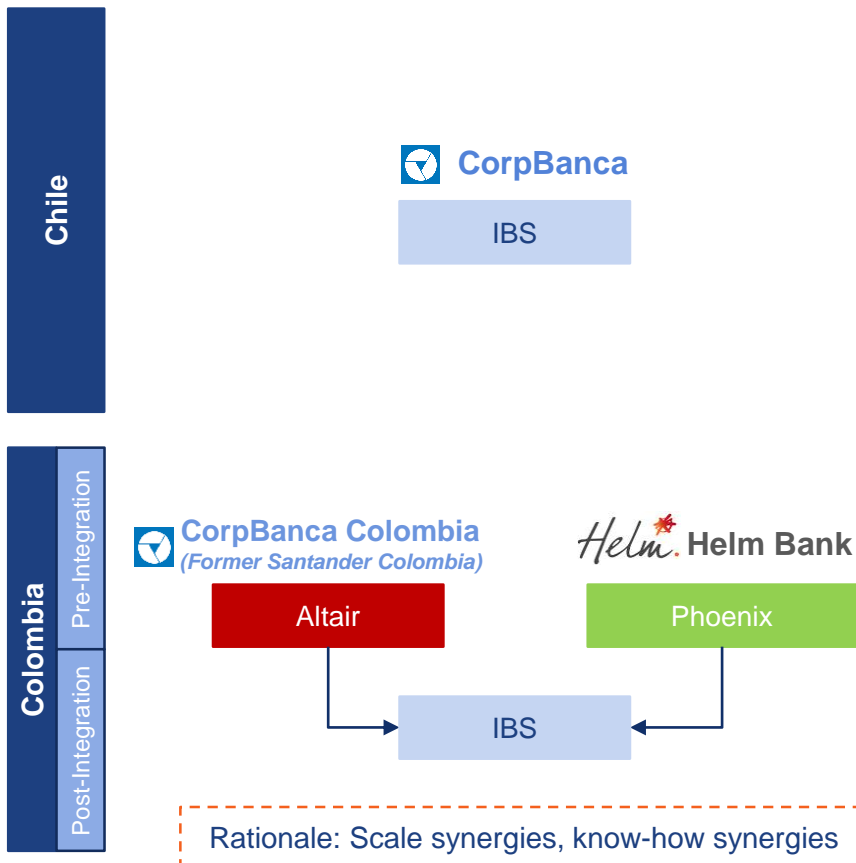 Chile
CorpBanca
IBS
Colombia
Pre-Integration
CorpBanca Colombia
(Former Santander Colombia)
Helm. Helm Bank
Altair
Phoenix
Post-Integration
IBS
Rationale: Scale synergies, know-how synergies